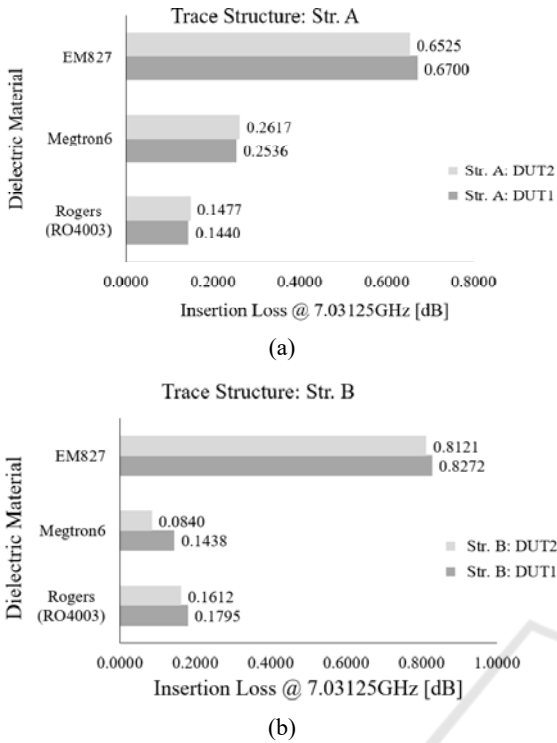 Trace Structure: Str. A
Dielectric Material
EM827
0.6525
0.6700
Megtron6
0.2617
0.2536
Str. A: DUT2
Str. A: DUT1
Rogers
(RO4003)
0.1477
0.1440
0.0000 0.2000 0.4000 0.6000 0.8000
Insertion Loss @ 7.03125GHz [dB]
(a)
Trace Structure: Str. B
Dielectric Material
EM827
0.8121
0.8272
Megtron6
0.0840
0.1438
Str. B: DUT2
Str. B: DUT1
Rogers
(RO4003)
0.1612
0.1795
0.0000 0.2000 0.4000 0.6000 0.8000 1.0000
Insertion Loss @ 7.03125GHz [dB]
(b)